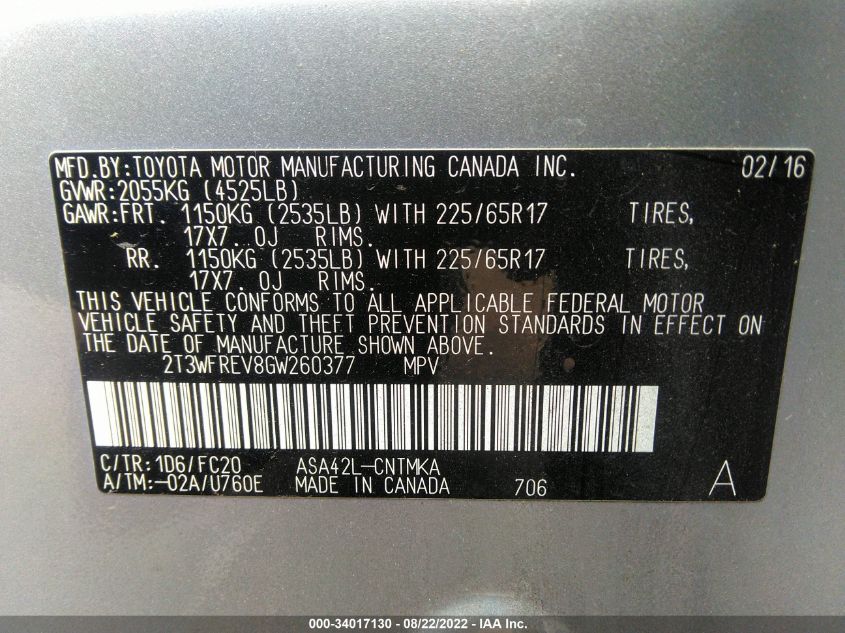 MFD.BY:TOYOTA MOTOR MANUFACTURING CANADA INC. 02/16
GVWR:2055KG (4525LB)
GAWR:FRT. 1150KG (2535LB) WITH 225/65R17 TIRES,
17X7.0J RIMS.
RR. 1150KG (2535LB) WITH 225/65R17 TIRES,
17X7.0J RIMS.
THIS VEHICLE CONFORMS TO ALL APPLICABLE FEDERAL MOTOR
VEHICLE SAFETY AND THEFT PREVENTION STANDARDS IN EFFECT ON
THE DATE OF MANUFACTURE SHOWN ABOVE.
2T3WFREV8GW260377 MPV
C/TR:1D6/FC20 ASA42L-CNTMKA
A/TM:-02A/U760E MADE IN CANADA 706 A
000-34017130 - 08/22/2022 - IAA Inc.